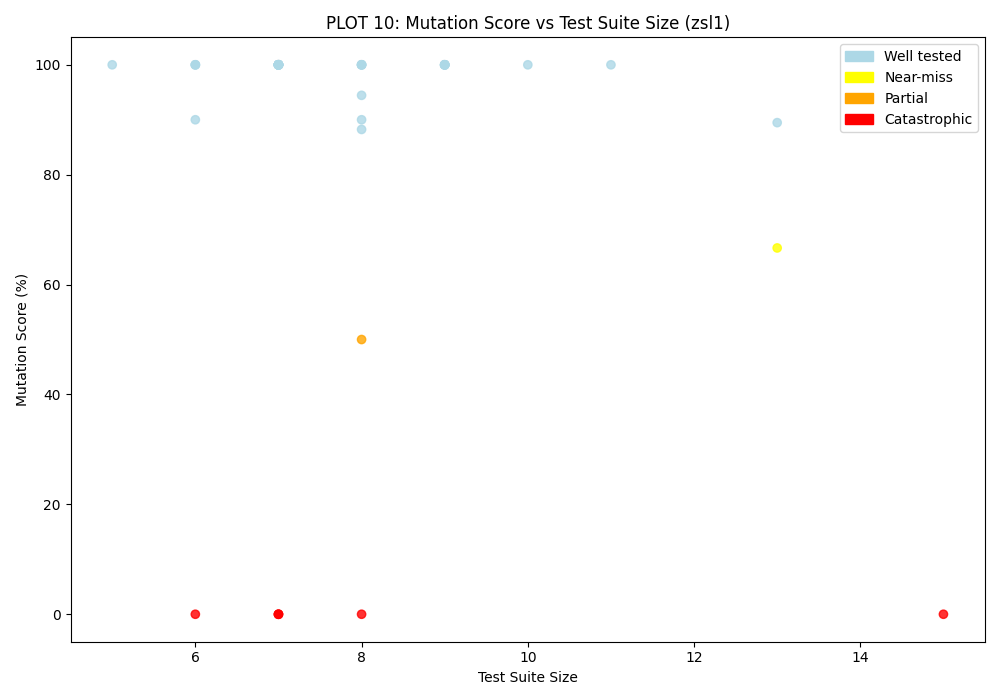 PLOT 10: Mutation Score vs Test Suite Size (zsl1)
Well tested
Near-miss
Partial
Catastrophic
100
80
60
40
20
0
Mutation Score (%)
6 8 10 12 14
Test Suite Size